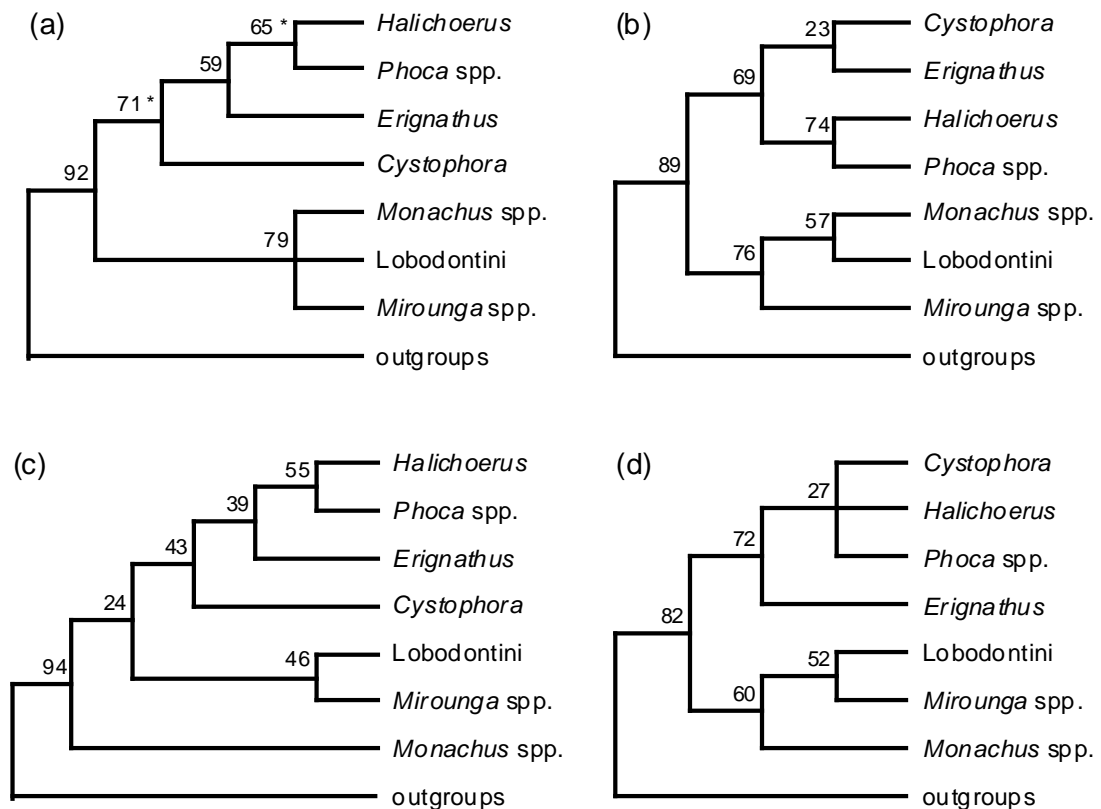 (a)
65 *
Halichoerus
59
Phoca spp.
71 *
Erignathus
92
Cystophora
Monachus spp.
79
Lobodontini
Mirounga spp.
outgroups
(b)
Cystophora
23
Erignathus
69
Halichoerus
74
Phoca spp.
89
Monachus spp.
57
Lobodontini
76
Mirounga spp.
outgroups
(c)
Halichoerus
55
Phoca spp.
39
Erignathus
43
Cystophora
24
Lobodontini
46
Mirounga spp.
94
Monachus spp.
outgroups
(d)
Cystophora
27
Halichoerus
Phoca spp.
72
Erignathus
82
Lobodontini
52
Mirounga spp.
60
Monachus spp.
outgroups